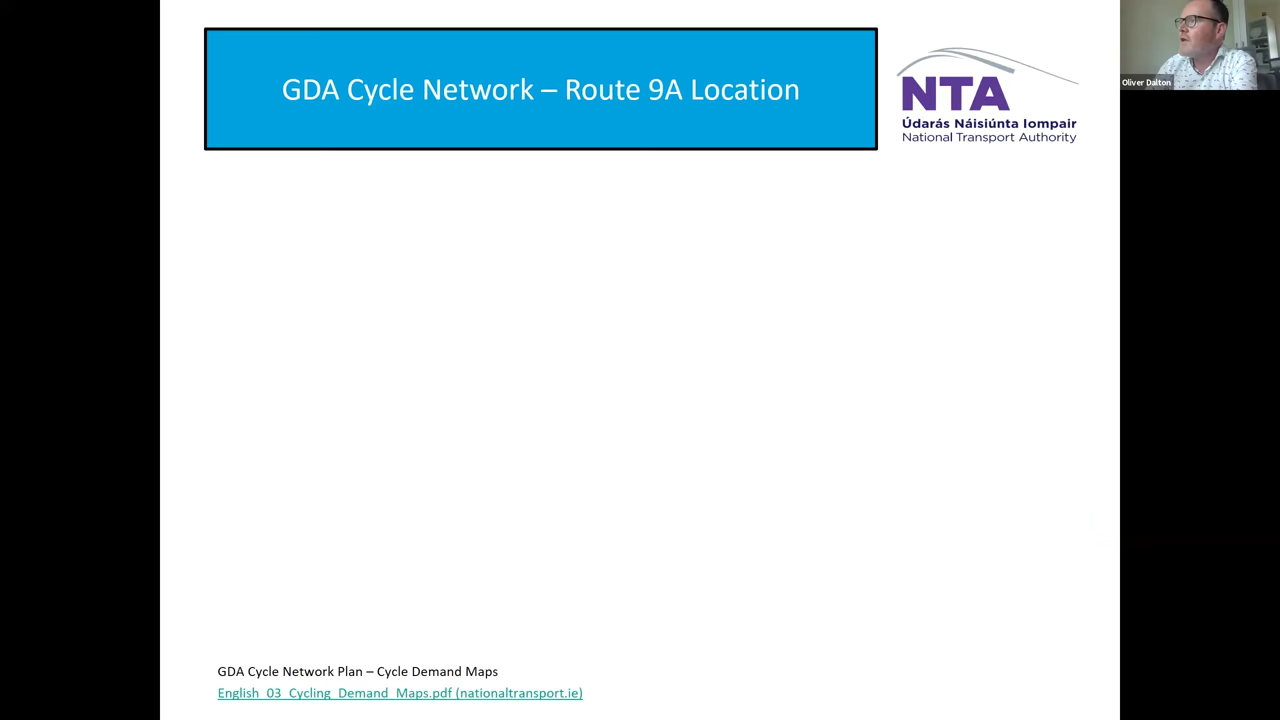 GDA Cycle Network – Route 9A Location
NTA
Údarás Náisiúnta Iompair
National Transport Authority
Oliver Dalton
GDA Cycle Network Plan – Cycle Demand Maps
English_03_Cycling_Demand_Maps.pdf (nationaltransport.ie)